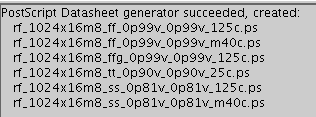 PostScript Datasheet generator succeeded, created:
rf_1024x16m8_ff_0p99v_0p99v_125c.ps
rf_1024x16m8_ff_0p99v_0p99v_m40c.ps
rf_1024x16m8_ffg_0p99v_0p99v_125c.ps
rf_1024x16m8_tt_0p90v_0p90v_25c.ps
rf_1024x16m8_ss_0p81v_0p81v_125c.ps
rf_1024x16m8_ss_0p81v_0p81v_m40c.ps